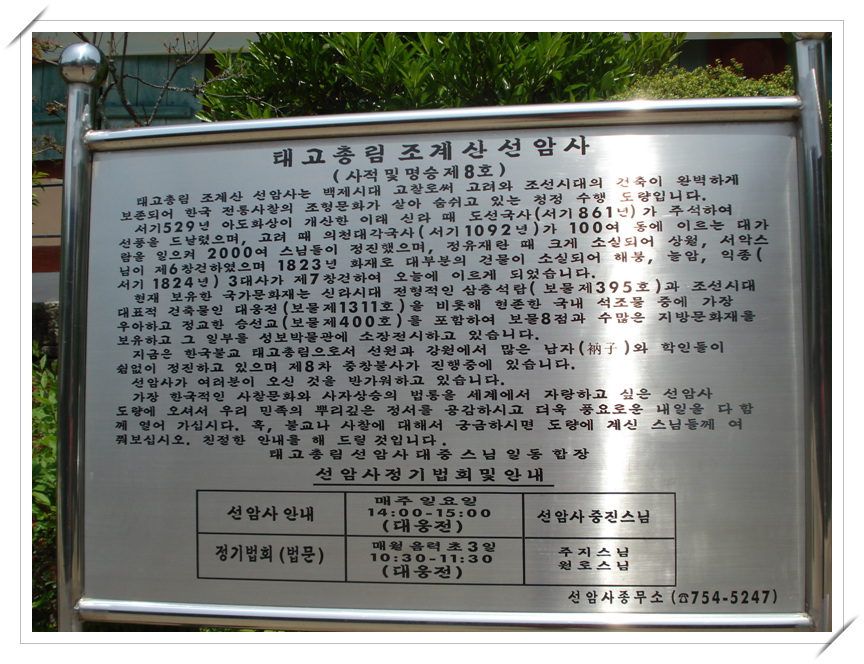 태고총림 조계산 선암사
(사적 및 명승 제8호)
태고총림 조계산 선암사는 백제시대 고찰로써 고려와 조선시대의 건축이 완벽하게
보존되어 한국 전통사찰의 조형문화가 살아 숨쉬고 있는 청정 수행 도량입니다.
서기529년 아도화상이 개산한 이래 신라 때 도선국사(서기 861년)가 주석하여
선풍을 드날렸으며, 고려 때 의천대각국사(서기 1092년)가 100여 동에 이르는 대가
람을 일으켜 2000여 스님들이 정진했으며, 정유재란 때 크게 소실되어 상월, 서악스
님이 제6창건하였으며 1823년 화재로 대부분의 건물이 소실되어 해붕, 눌암, 익종(
서기 1824년) 3대사가 제7창건하여 오늘에 이르게 되었습니다.
현재 보유한 국가문화재는 신라시대 전형적인 삼층석탑(보물제395호)과 조선시대
대표적 건축물인 대웅전(보물제1311호)을 비롯해 현존한 국내 석조물 중에 가장
우아하고 정교한 승선교(보물제400호)를 포함하여 보물8점과 수많은 지방문화재를
보유하고 그 일부를 성보박물관에 소장전시하고 있습니다.
지금은 한국불교 태고총림으로서 선원과 강원에서 많은 납자(衲子)와 학인들이
쉼없이 정진하고 있으며 제8차 중창불사가 진행중에 있습니다.
선암사가 여러분이 오신 것을 반가워하고 있습니다.
가장 한국적인 사찰문화와 사자상승의 법통을 세계에서 자랑하고 싶은 선암사
도량에 오셔서 우리 민족의 뿌리깊은 정서를 공감하시고 더욱 풍요로운 내일을 다 함
께 열어 가십시다. 혹, 불교나 사찰에 대해서 궁금하시면 도량에 계신 스님들께 여
쭤보십시오. 친절한 안내를 해 드릴 것입니다.
태고총림 선암사 대중스님 일동 합장
선암사정기법회및안내
선암사 안내
매주 일요일
14:00-15:00
(대웅전)
선암사 중진스님
정기법회(법문)
매월 음력 초3일
10:30-11:30
(대웅전)
주지스님
원로스님
선암사종무소 (☎754-5247)